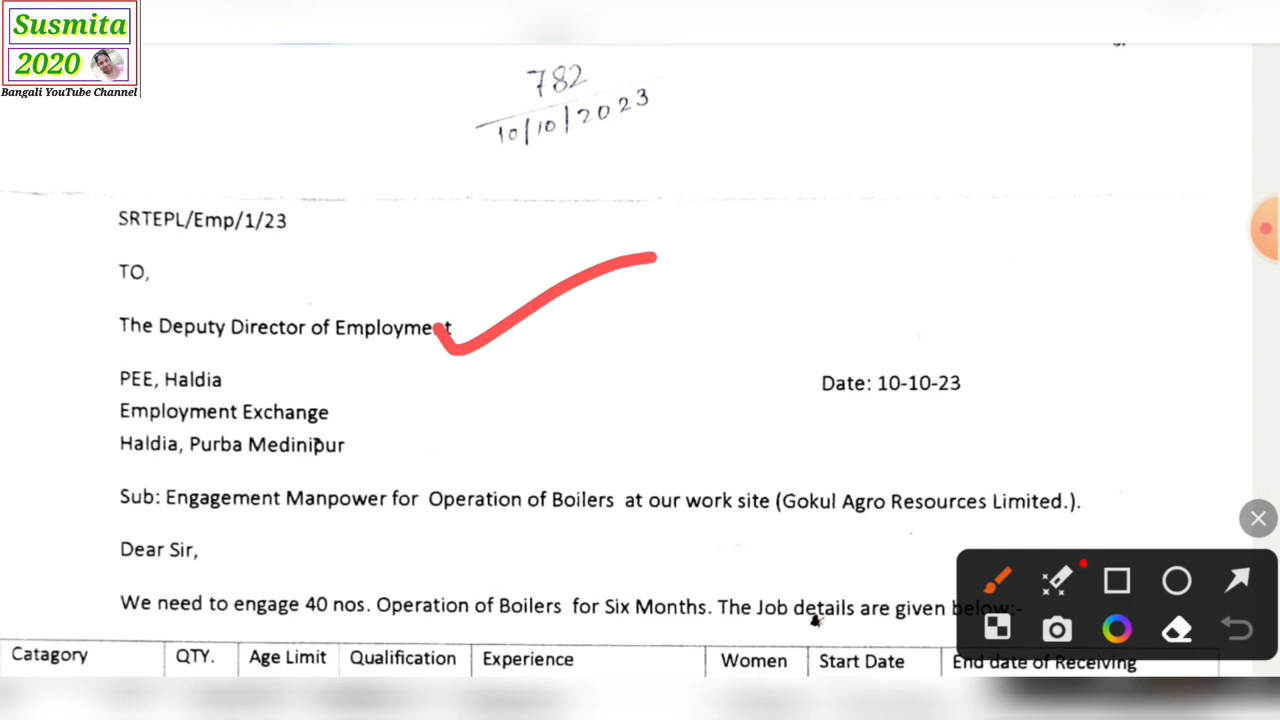 Susmita
2020
Bangali YouTube Channel
782
10/10/2023
SRTEPL/Emp/1/23
TO,
The Deputy Director of Employment
PEE, Haldia
Date: 10-10-23
Employment Exchange
Haldia, Purba Medinipur
Sub: Engagement Manpower for Operation of Boilers at our work site (Gokul Agro Resources Limited.).
Dear Sir,
We need to engage 40 nos. Operation of Boilers for Six Months. The Job details are given below:-
Catagory QTY. Age Limit Qualification Experience Women Start Date End date of Receiving